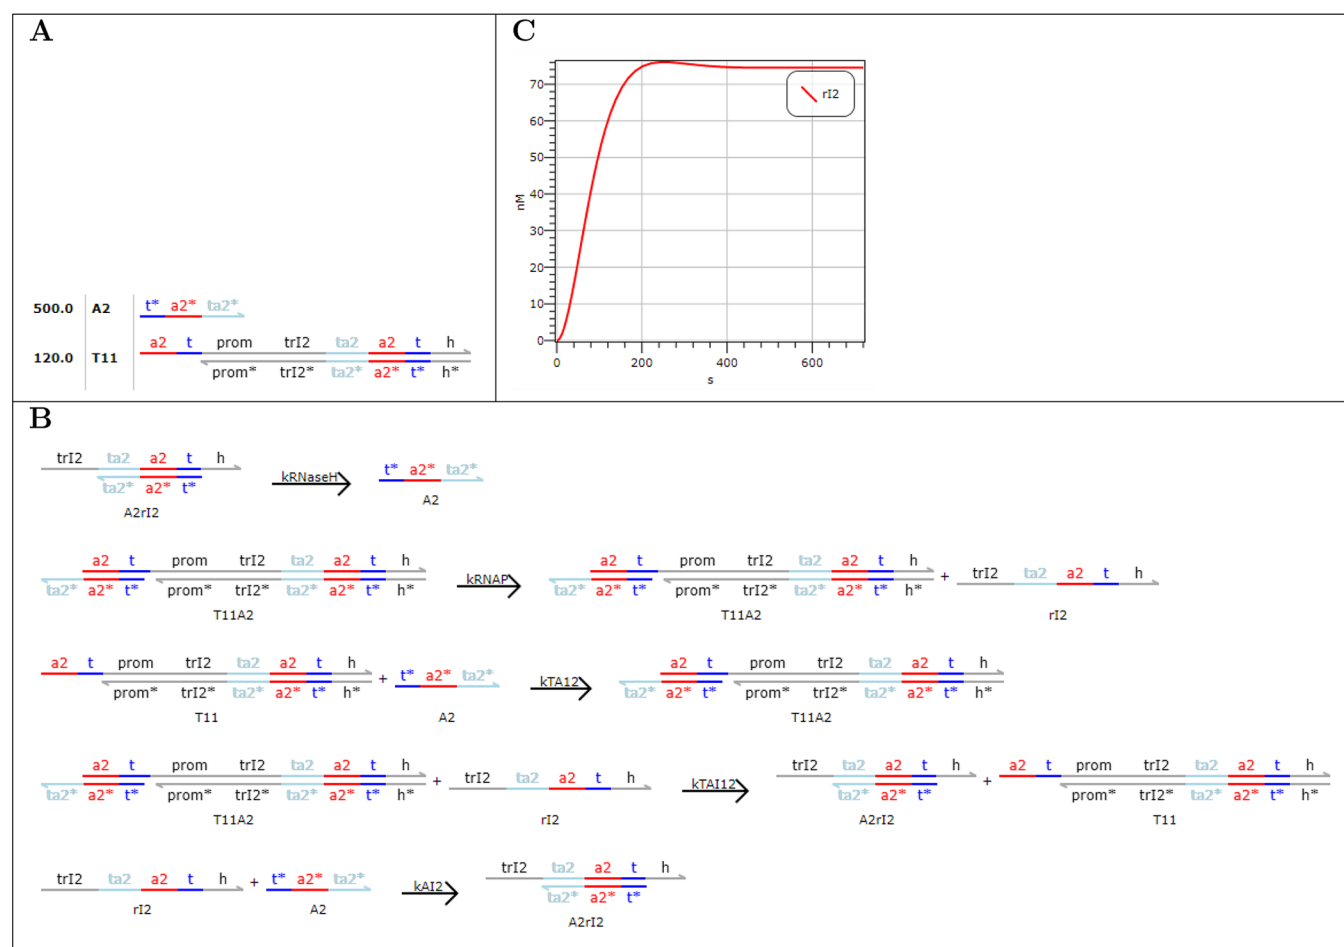 A
500.0 A2 t* a2* ta2*
a2 t prom trI2 ta2 a2 t h
120.0 T11
prom* trI2* ta2* a2* t* h*
C
70
60
50
40
30
20
10
0
nM
0 200 400 600
s
rI2
B
trI2 ta2 a2 t h
ta2* a2* t*
A2rI2
kRNaseH
t* a2* ta2*
A2
a2 t prom trI2 ta2 a2 t h
ta2* a2* t* prom* trI2* ta2* a2* t* h*
T11A2
kRNAP
a2 t prom trI2 ta2 a2 t h
ta2* a2* t* prom* trI2* ta2* a2* t* h*
T11A2
+
trI2 ta2 a2 t h
rI2
a2 t prom trI2 ta2 a2 t h
prom* trI2* ta2* a2* t* h*
T11
+
t* a2* ta2*
A2
kTA12
a2 t prom trI2 ta2 a2 t h
ta2* a2* t* prom* trI2* ta2* a2* t* h*
T11A2
a2 t prom trI2 ta2 a2 t h
ta2* a2* t* prom* trI2* ta2* a2* t* h*
T11A2
+
trI2 ta2 a2 t h
rI2
kTAI12
trI2 ta2 a2 t h
ta2* a2* t*
A2rI2
+
a2 t prom trI2 ta2 a2 t h
prom* trI2* ta2* a2* t* h*
T11
trI2 ta2 a2 t h
rI2
+
t* a2* ta2*
A2
kAI2
trI2 ta2 a2 t h
ta2* a2* t*
A2rI2